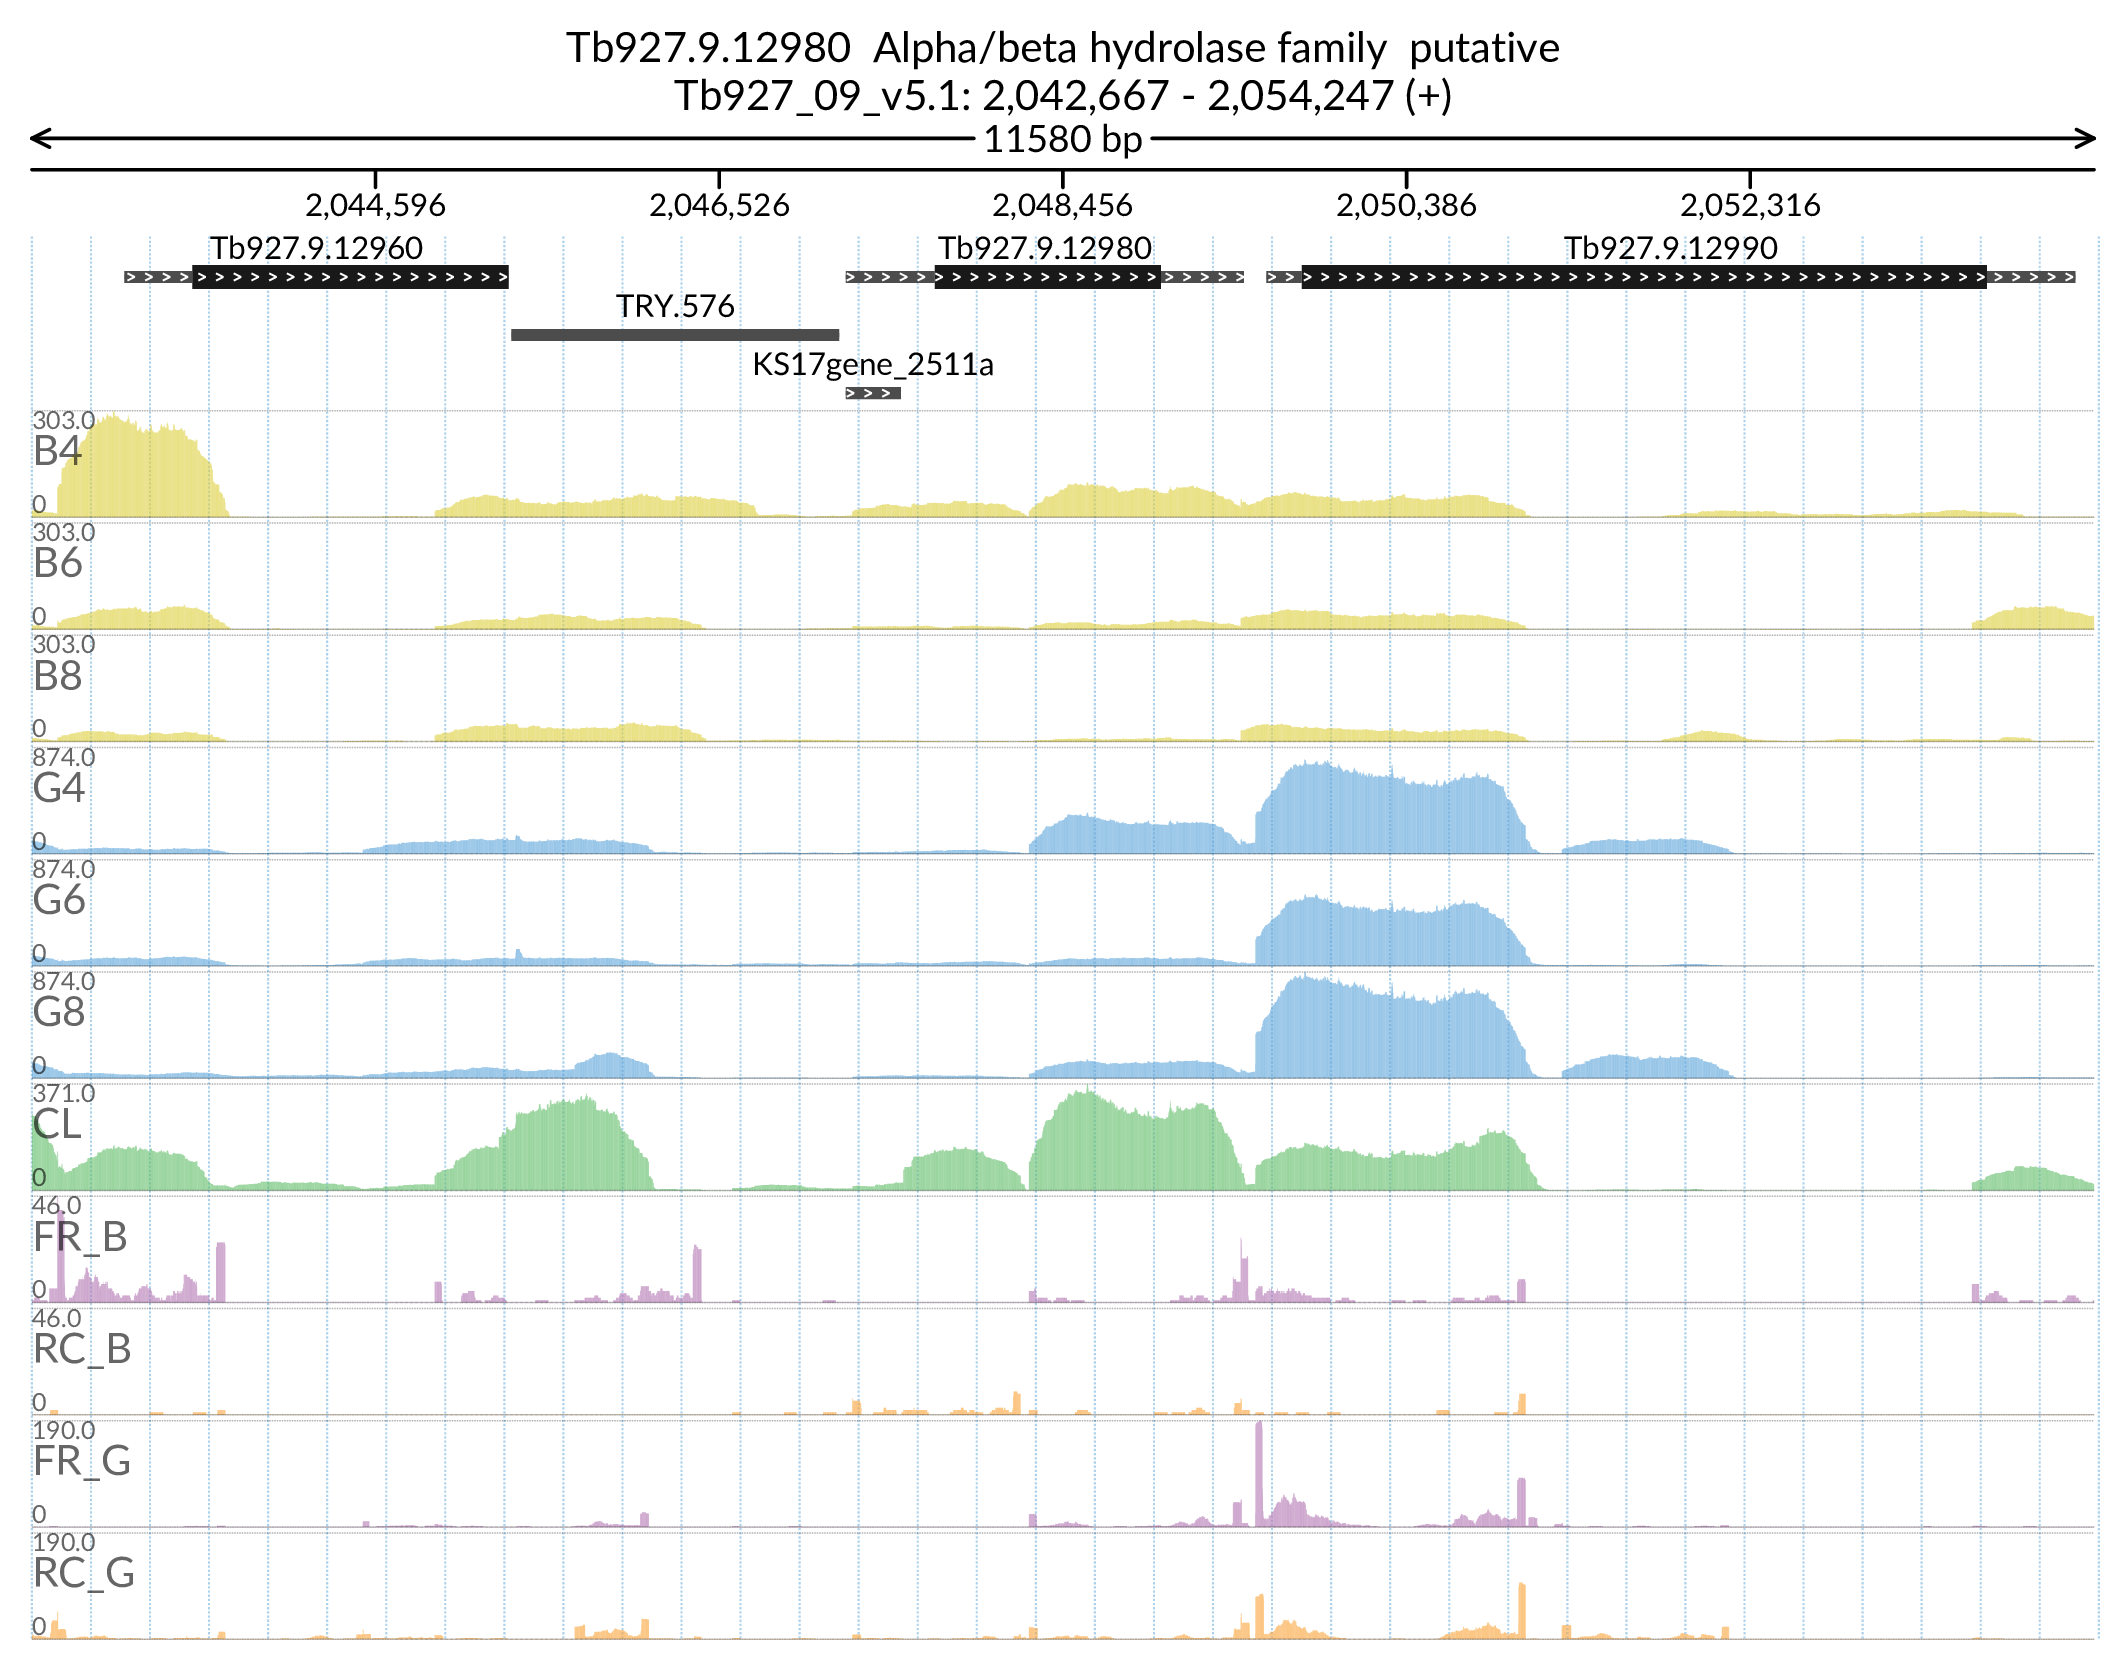 Tb927.9.12980  Alpha/beta hydrolase family  putative
Tb927_09_v5.1: 2,042,667 - 2,054,247 (+)
11580 bp
2,044,596 2,046,526 2,048,456 2,050,386 2,052,316
Tb927.9.12960 Tb927.9.12980 Tb927.9.12990
TRY.576
KS17gene_2511a
303.0
B4
0
303.0
B6
0
303.0
B8
0
874.0
G4
0
874.0
G6
0
874.0
G8
0
371.0
CL
0
46.0
FR_B
0
46.0
RC_B
0
190.0
FR_G
0
190.0
RC_G
0